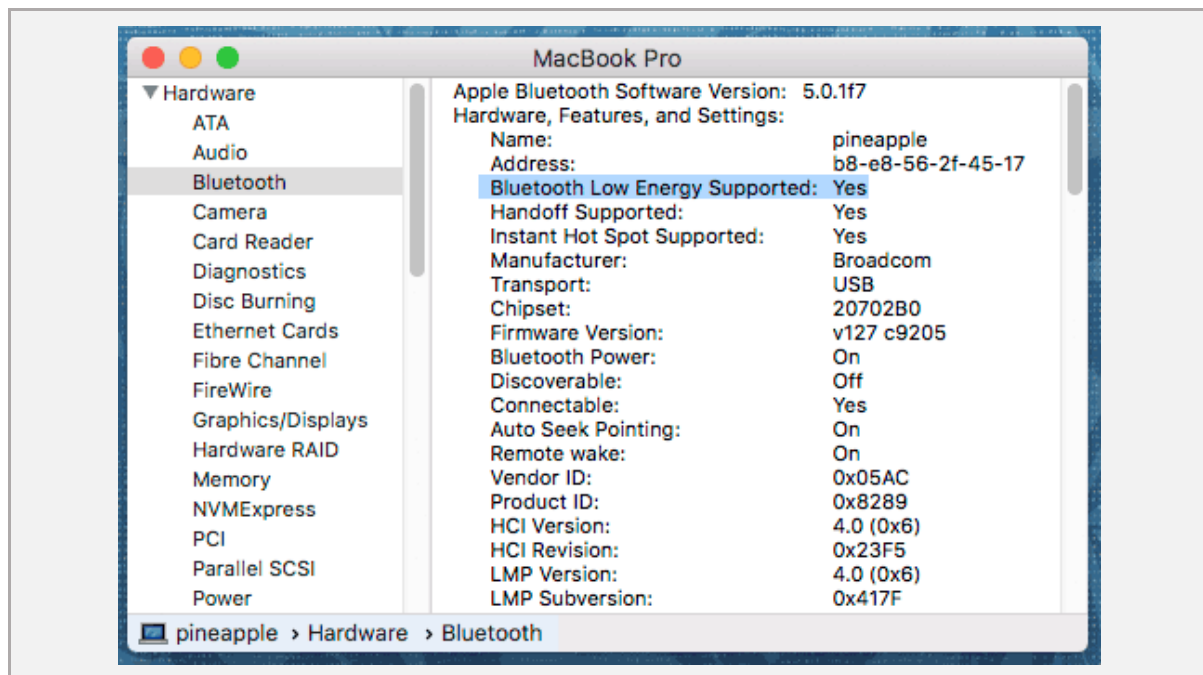 MacBook Pro
Hardware
ATA
Audio
Bluetooth
Camera
Card Reader
Diagnostics
Disc Burning
Ethernet Cards
Fibre Channel
FireWire
Graphics/Displays
Hardware RAID
Memory
NVMExpress
PCI
Parallel SCSI
Power
Apple Bluetooth Software Version: 5.0.1f7
Hardware, Features, and Settings:
Name: pineapple
Address: b8-e8-56-2f-45-17
Bluetooth Low Energy Supported: Yes
Handoff Supported: Yes
Instant Hot Spot Supported: Yes
Manufacturer: Broadcom
Transport: USB
Chipset: 20702B0
Firmware Version: v127 c9205
Bluetooth Power: On
Discoverable: Off
Connectable: Yes
Auto Seek Pointing: On
Remote wake: On
Vendor ID: 0x05AC
Product ID: 0x8289
HCI Version: 4.0 (0x6)
HCI Revision: 0x23F5
LMP Version: 4.0 (0x6)
LMP Subversion: 0x417F
pineapple › Hardware › Bluetooth